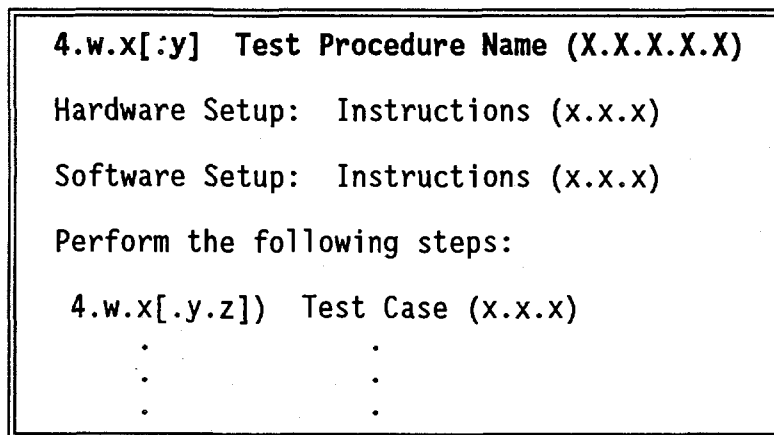 4.w.x[.y] Test Procedure Name (X.X.X.X.X)
Hardware Setup: Instructions (x.x.x)
Software Setup: Instructions (x.x.x)
Perform the following steps:
4.w.x[.y.z]) Test Case (x.x.x)
. .
. .
. .